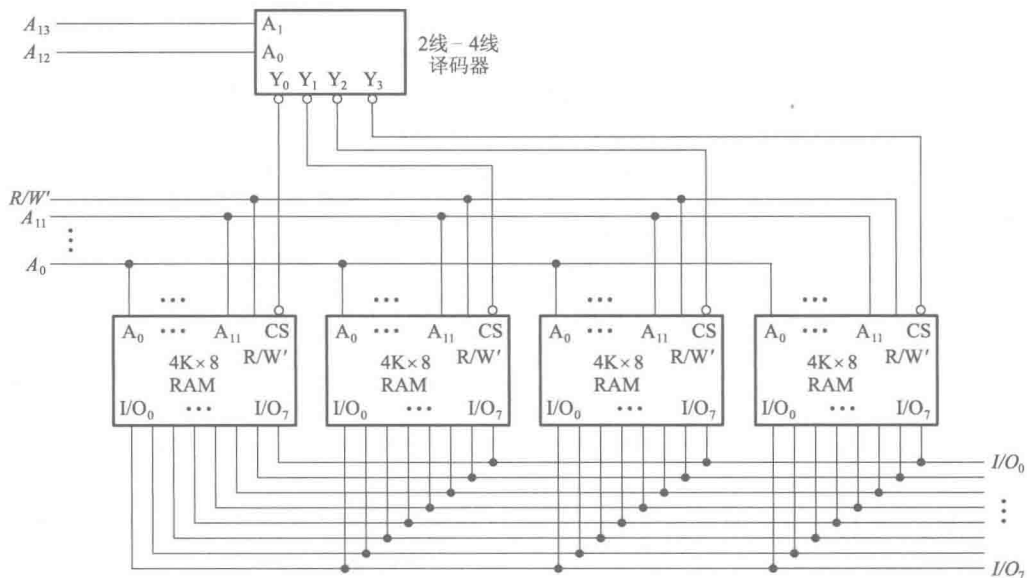 A₁₃ A₁
A₁₂ A₀
2线－4线
译码器
Y₀ Y₁ Y₂ Y₃
R/W'
A₁₁
⋮
A₀
••• ••• ••• •••
A₀ ••• A₁₁ CS A₀ ••• A₁₁ CS A₀ ••• A₁₁ CS A₀ ••• A₁₁ CS
R/W' R/W' R/W' R/W'
4K×8 4K×8 4K×8 4K×8
RAM RAM RAM RAM
I/O₀ ••• I/O₇ I/O₀ ••• I/O₇ I/O₀ ••• I/O₇ I/O₀ ••• I/O₇
I/O₀
⋮
I/O₇